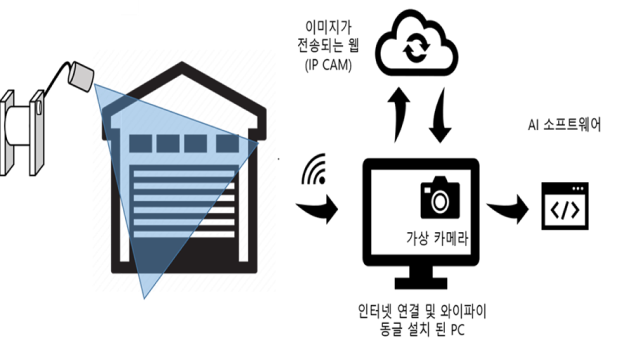 이미지가
전송되는 웹
(IP CAM)
AI 소프트웨어
</>
가상 카메라
인터넷 연결 및 와이파이
동글 설치 된 PC